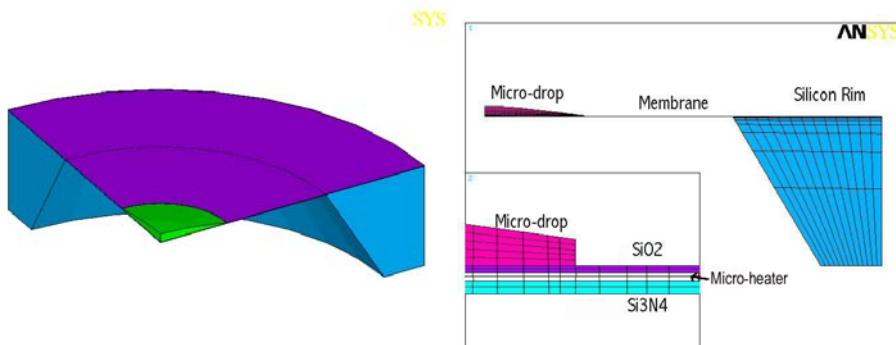 SYS
ANSYS
Micro-drop
Membrane
Silicon Rim
Micro-drop
SiO2
Micro-heater
Si3N4